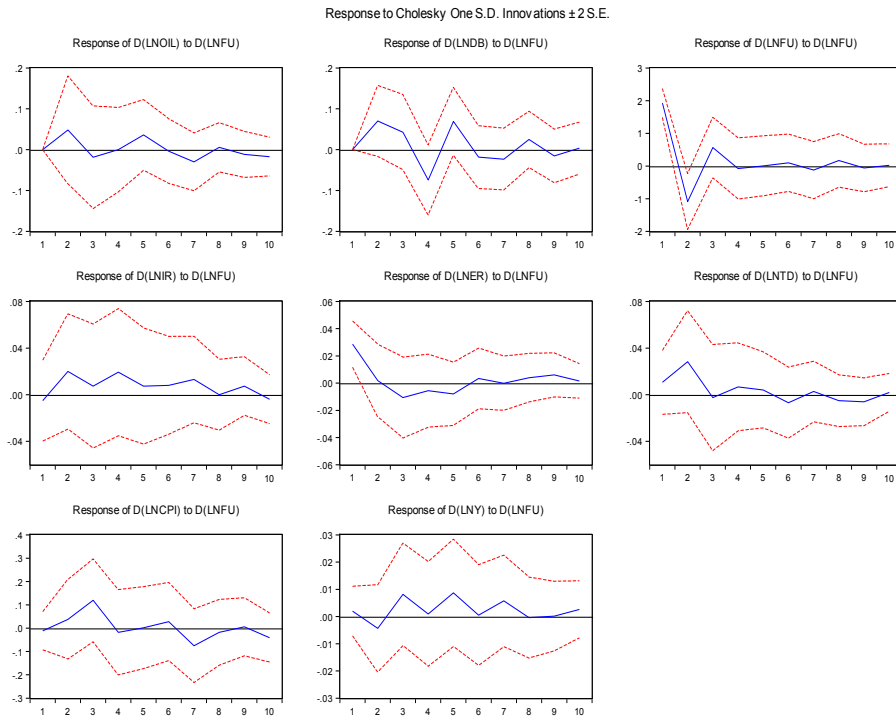 Response to Cholesky One S.D. Innovations ± 2 S.E.
Response of D(LNOIL) to D(LNFU)
.2
.1
.0
-.1
-.2
1 2 3 4 5 6 7 8 9 10
Response of D(LNDB) to D(LNFU)
.2
.1
.0
-.1
-.2
1 2 3 4 5 6 7 8 9 10
Response of D(LNFU) to D(LNFU)
3
2
1
0
-1
-2
1 2 3 4 5 6 7 8 9 10
Response of D(LNIR) to D(LNFU)
.08
.04
.00
-.04
1 2 3 4 5 6 7 8 9 10
Response of D(LNER) to D(LNFU)
.06
.04
.02
.00
-.02
-.04
-.06
1 2 3 4 5 6 7 8 9 10
Response of D(LNTD) to D(LNFU)
.08
.04
.00
-.04
1 2 3 4 5 6 7 8 9 10
Response of D(LNCPI) to D(LNFU)
.4
.3
.2
.1
.0
-.1
-.2
-.3
1 2 3 4 5 6 7 8 9 10
Response of D(LNY) to D(LNFU)
.03
.02
.01
.00
-.01
-.02
-.03
1 2 3 4 5 6 7 8 9 10